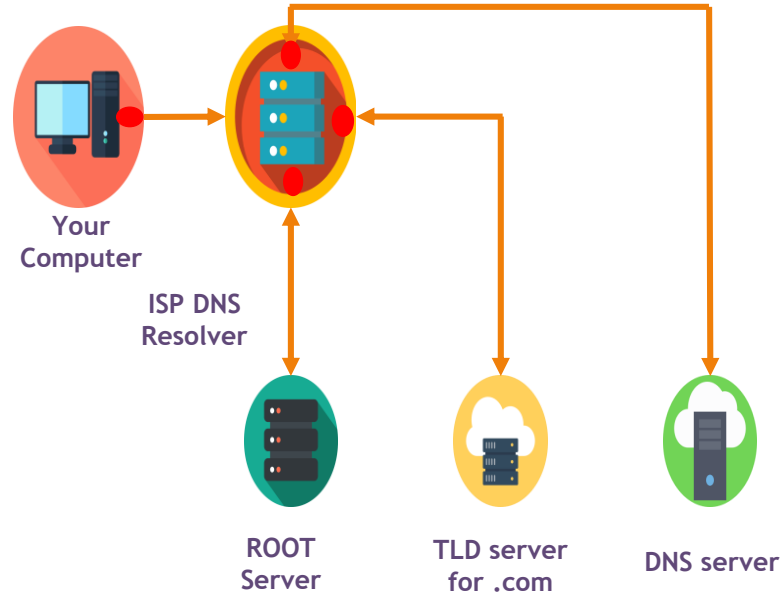 Your
Computer
ISP DNS
Resolver
ROOT
Server
TLD server
for .com
DNS server